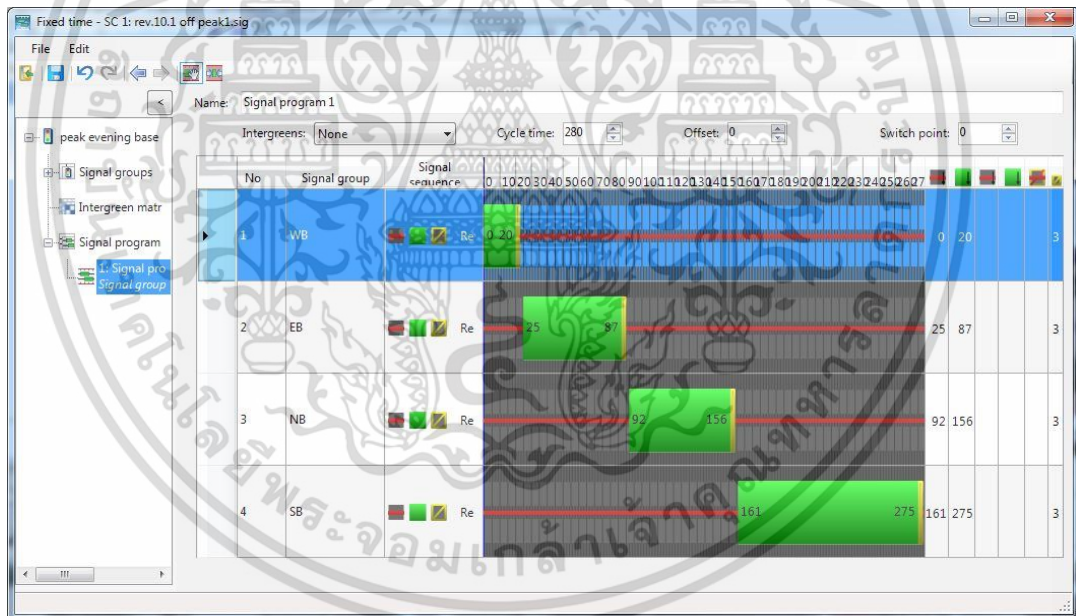 Fixed time - SC 1: rev.10.1 off peak1.sig
File Edit
Name: Signal program 1
Intergreens: None Cycle time: 280 Offset: 0 Switch point: 0
peak evening base
Signal groups
Intergreen matr
Signal program
1: Signal pro
Signal group
No Signal group Signal sequence
1 WB Re 0 20 0 20 3
2 EB Re 25 87 25 87 3
3 NB Re 92 156 92 156 3
4 SB Re 161 275 161 275 3